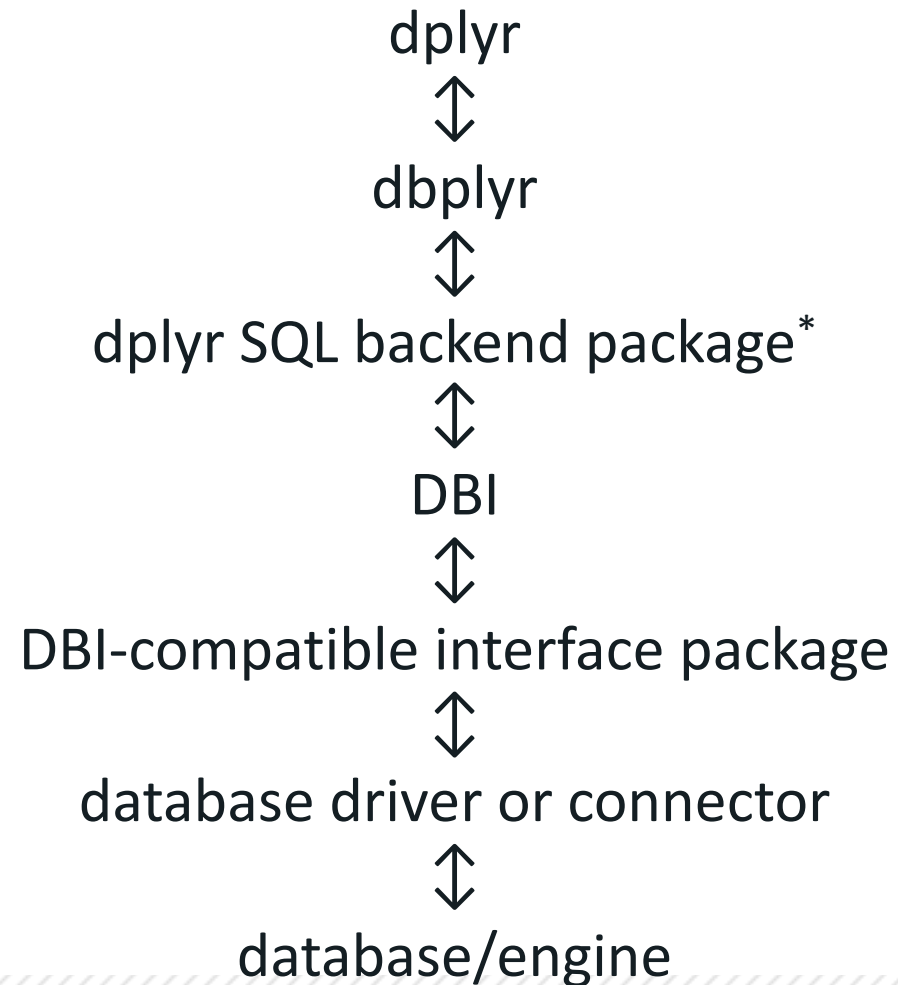 dplyr
dbplyr
dplyr SQL backend package*
DBI
DBI-compatible interface package
database driver or connector
database/engine